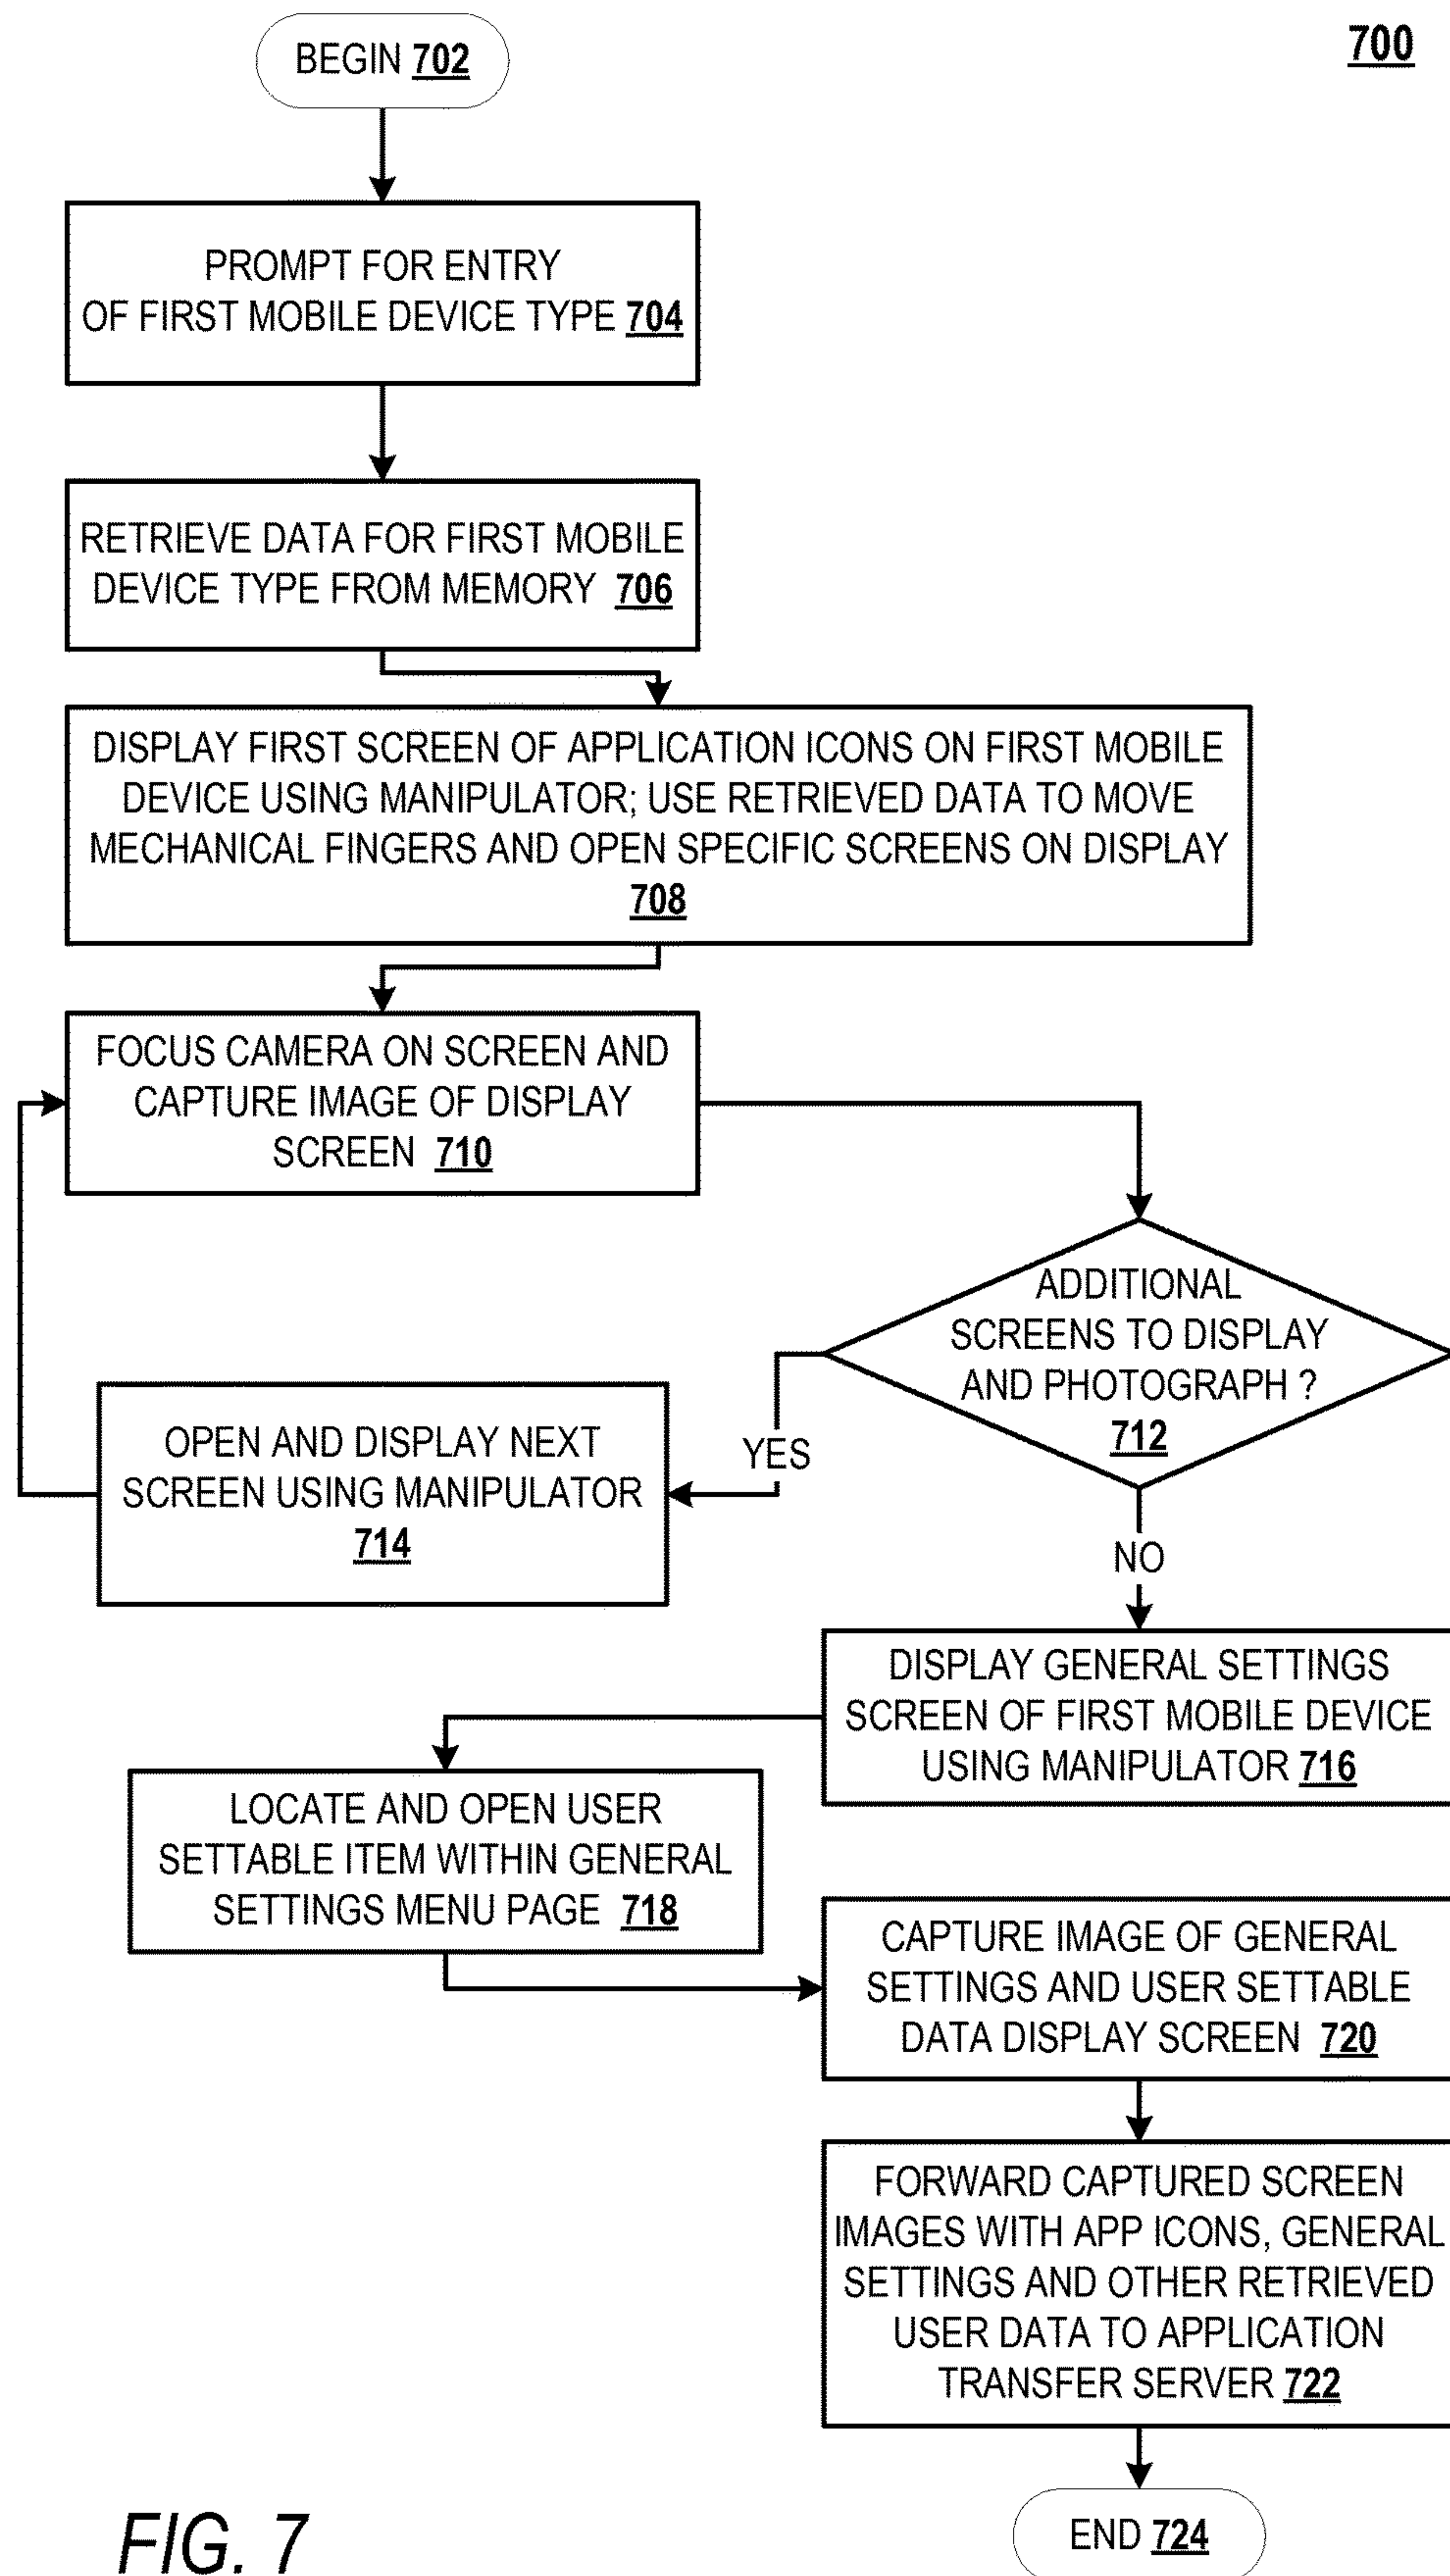 700
BEGIN 702
PROMPT FOR ENTRY
OF FIRST MOBILE DEVICE TYPE 704
RETRIEVE DATA FOR FIRST MOBILE
DEVICE TYPE FROM MEMORY 706
DISPLAY FIRST SCREEN OF APPLICATION ICONS ON FIRST MOBILE
DEVICE USING MANIPULATOR; USE RETRIEVED DATA TO MOVE
MECHANICAL FINGERS AND OPEN SPECIFIC SCREENS ON DISPLAY
708
FOCUS CAMERA ON SCREEN AND
CAPTURE IMAGE OF DISPLAY
SCREEN 710
ADDITIONAL
SCREENS TO DISPLAY
AND PHOTOGRAPH ?
712
YES
OPEN AND DISPLAY NEXT
SCREEN USING MANIPULATOR
714
NO
DISPLAY GENERAL SETTINGS
SCREEN OF FIRST MOBILE DEVICE
USING MANIPULATOR 716
LOCATE AND OPEN USER
SETTABLE ITEM WITHIN GENERAL
SETTINGS MENU PAGE 718
CAPTURE IMAGE OF GENERAL
SETTINGS AND USER SETTABLE
DATA DISPLAY SCREEN 720
FORWARD CAPTURED SCREEN
IMAGES WITH APP ICONS, GENERAL
SETTINGS AND OTHER RETRIEVED
USER DATA TO APPLICATION
TRANSFER SERVER 722
END 724
FIG. 7